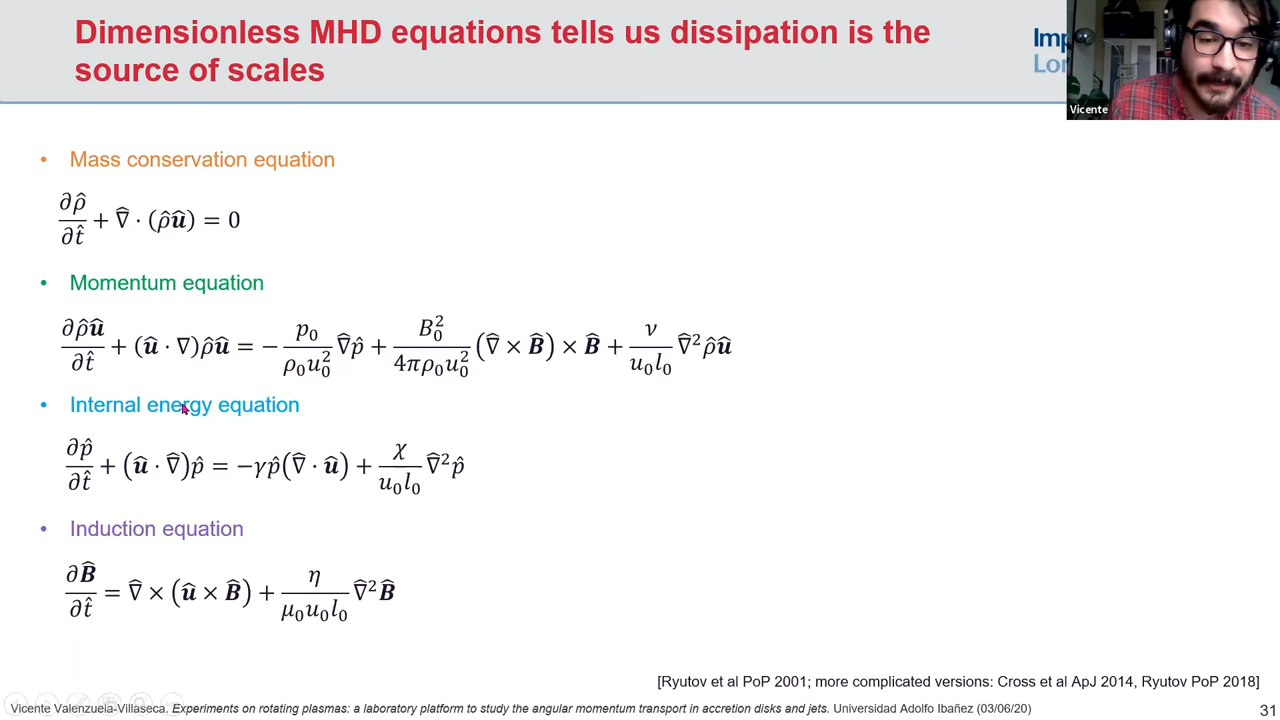 Dimensionless MHD equations tells us dissipation is the
source of scales
Imp
Lon
Vicente
• Mass conservation equation
∂ρ̂/∂t̂ + ∇̂ · (ρ̂û) = 0
• Momentum equation
∂ρ̂û/∂t̂ + (û · ∇)ρ̂û = −p₀/(ρ₀u₀²) ∇̂p̂ + B₀²/(4πρ₀u₀²) (∇̂ × B̂) × B̂ + ν/(u₀l₀) ∇̂²ρ̂û
• Internal energy equation
∂p̂/∂t̂ + (û · ∇̂)p̂ = −γp̂(∇̂ · û) + χ/(u₀l₀) ∇̂²p̂
• Induction equation
∂B̂/∂t̂ = ∇̂ × (û × B̂) + η/(μ₀u₀l₀) ∇̂²B̂
[Ryutov et al PoP 2001; more complicated versions: Cross et al ApJ 2014, Ryutov PoP 2018]
Vicente Valenzuela-Villaseca. Experiments on rotating plasmas: a laboratory platform to study the angular momentum transport in accretion disks and jets. Universidad Adolfo Ibañez (03/06/20)
31